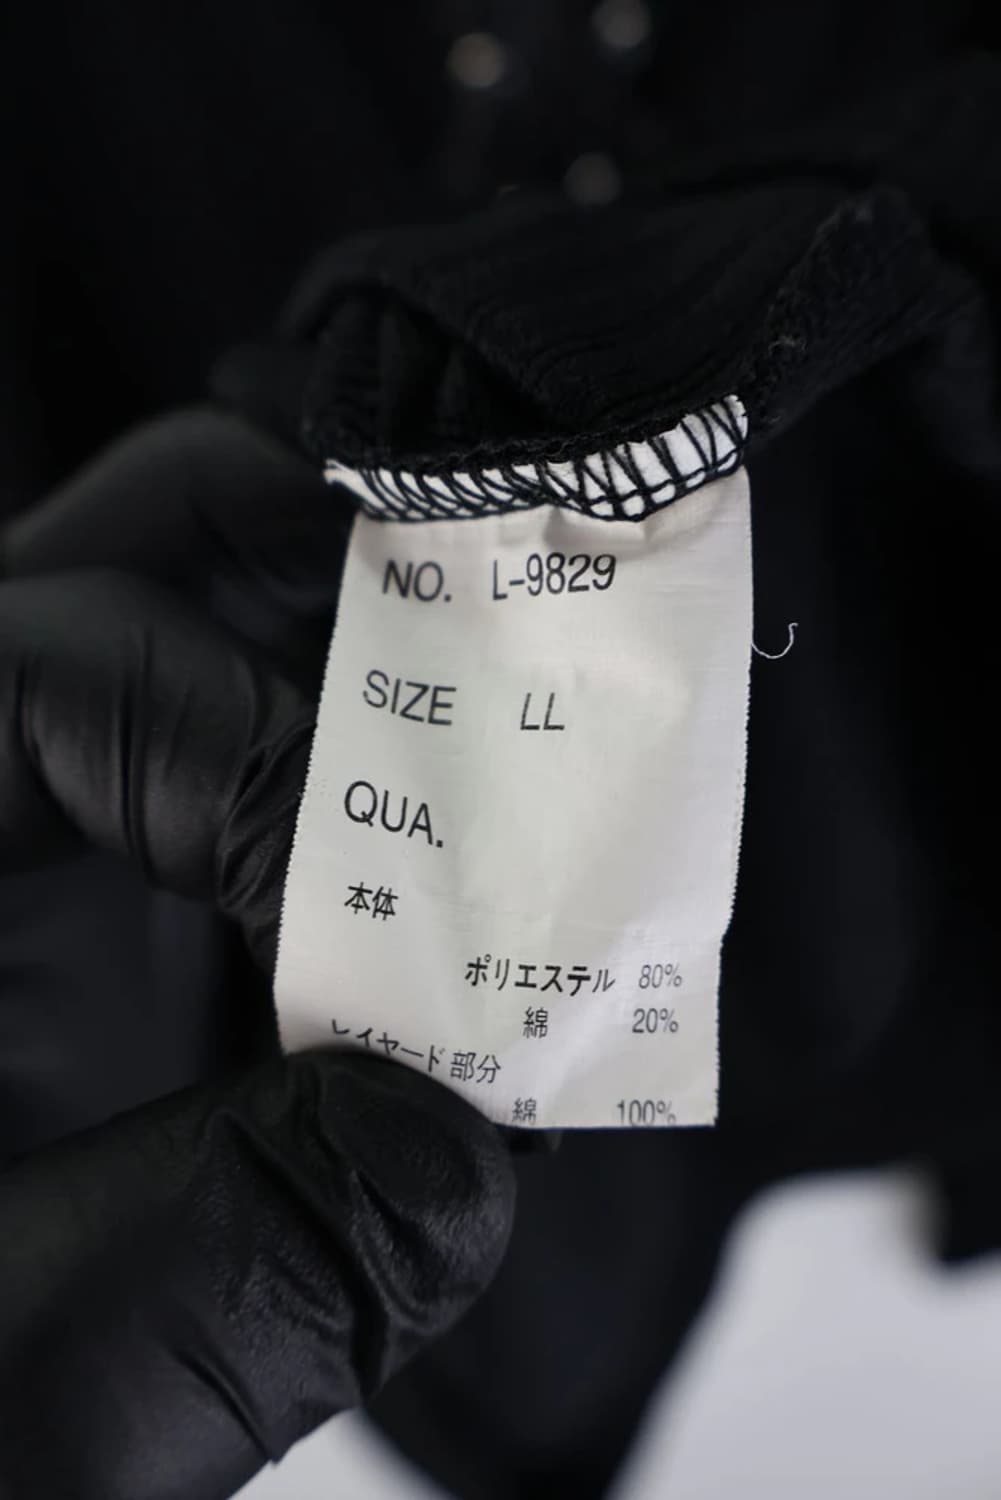 NO. L-9829
SIZE LL
QUA.
本体
ポリエステル 80%
綿 20%
レイヤード部分
綿 100%